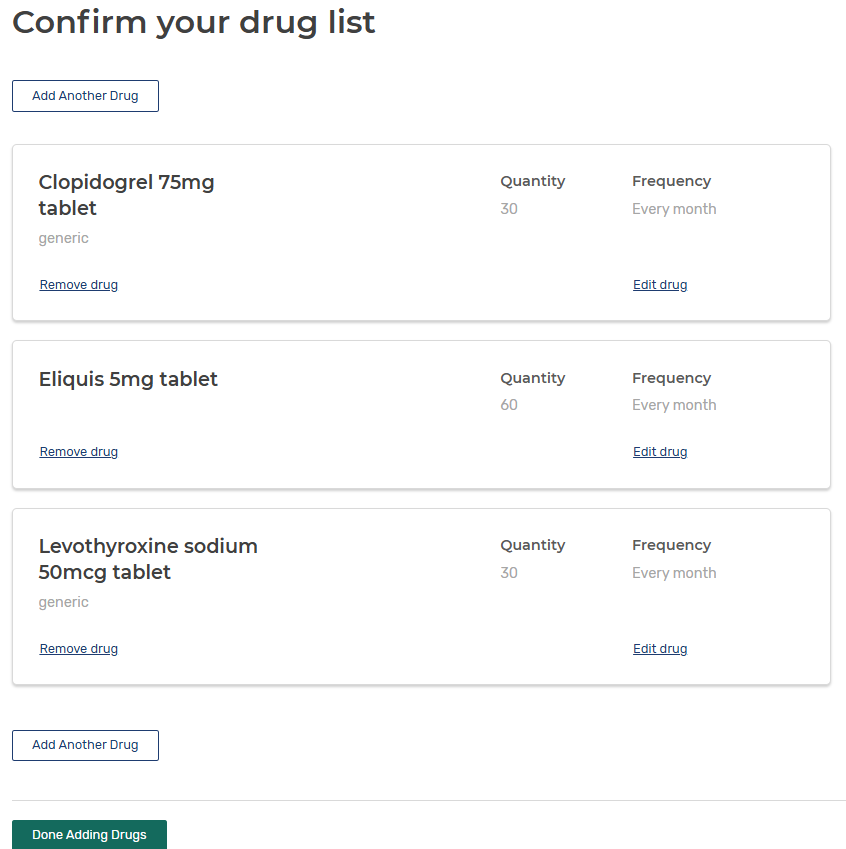 Confirm your drug list
Add Another Drug
Clopidogrel 75mg
tablet
generic
Quantity
30
Frequency
Every month
Remove drug
Edit drug
Eliquis 5mg tablet
Quantity
60
Frequency
Every month
Remove drug
Edit drug
Levothyroxine sodium
50mcg tablet
generic
Quantity
30
Frequency
Every month
Remove drug
Edit drug
Add Another Drug
Done Adding Drugs